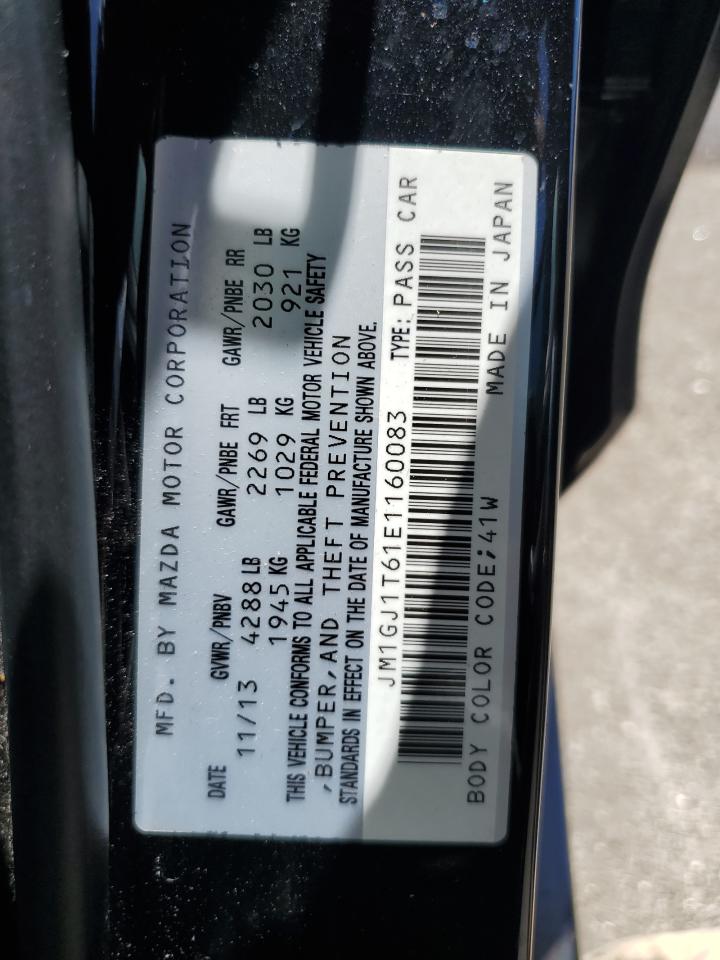 MFD. BY MAZDA MOTOR CORPORATION
DATE GVWR/PNBV GAWR/PNBE FRT GAWR/PNBE RR
11/13 4288 LB 2269 LB 2030 LB
1945 KG 1029 KG 921 KG
THIS VEHICLE CONFORMS TO ALL APPLICABLE FEDERAL MOTOR VEHICLE SAFETY
,BUMPER,AND THEFT PREVENTION
STANDARDS IN EFFECT ON THE DATE OF MANUFACTURE SHOWN ABOVE.
JM1GJ1T61E1160083 TYPE: PASS CAR
BODY COLOR CODE;41W MADE IN JAPAN